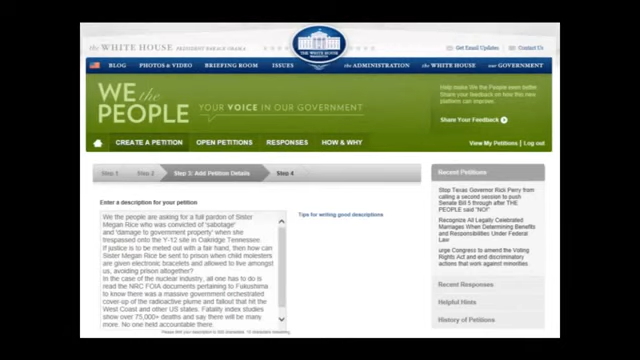 the WHITE HOUSE PRESIDENT BARACK OBAMA
THE WHITE HOUSE
WASHINGTON
Get Email Updates
Contact Us
BLOG
PHOTOS & VIDEO
BRIEFING ROOM
ISSUES
the ADMINISTRATION
the WHITE HOUSE
our GOVERNMENT
WE the
PEOPLE
YOUR VOICE IN OUR GOVERNMENT
Help make We the People even better.
Share your feedback on how this new
platform can improve.
Share Your Feedback
CREATE A PETITION
OPEN PETITIONS
RESPONSES
HOW & WHY
View My Petitions | Log out
Step 1
Step 2
Step 3: Add Petition Details
Step 4
Enter a description for your petition
We the people are asking for a full pardon of Sister
Megan Rice who was convicted of "sabotage"
and "damage to government property" when she
trespassed onto the Y-12 site in Oakridge Tennessee.
If justice is to be meted out with a fair hand, then how can
Sister Megan Rice be sent to prison when child molesters
are given electronic bracelets and allowed to live amongst
us, avoiding prison altogether?
In the case of the nuclear industry, all one has to do is
read the NRC FOIA documents pertaining to Fukushima
to know there was a massive government orchestrated
cover-up of the radioactive plume and fallout that hit the
West Coast and other US states. Fatality index studies
show over 75,000+ deaths and say there will be many
more. No one held accountable there.
Tips for writing good descriptions
Recent Petitions
Stop Texas Governor Rick Perry from
calling a second session to push
Senate Bill 5 through after THE
PEOPLE said "NO!"
Recognize All Legally Celebrated
Marriages When Determining Benefits
and Responsibilities Under Federal
Law
urge Congress to amend the Voting
Rights Act and end discriminatory
actions that work against minorities.
Recent Responses
Helpful Hints
History of Petitions